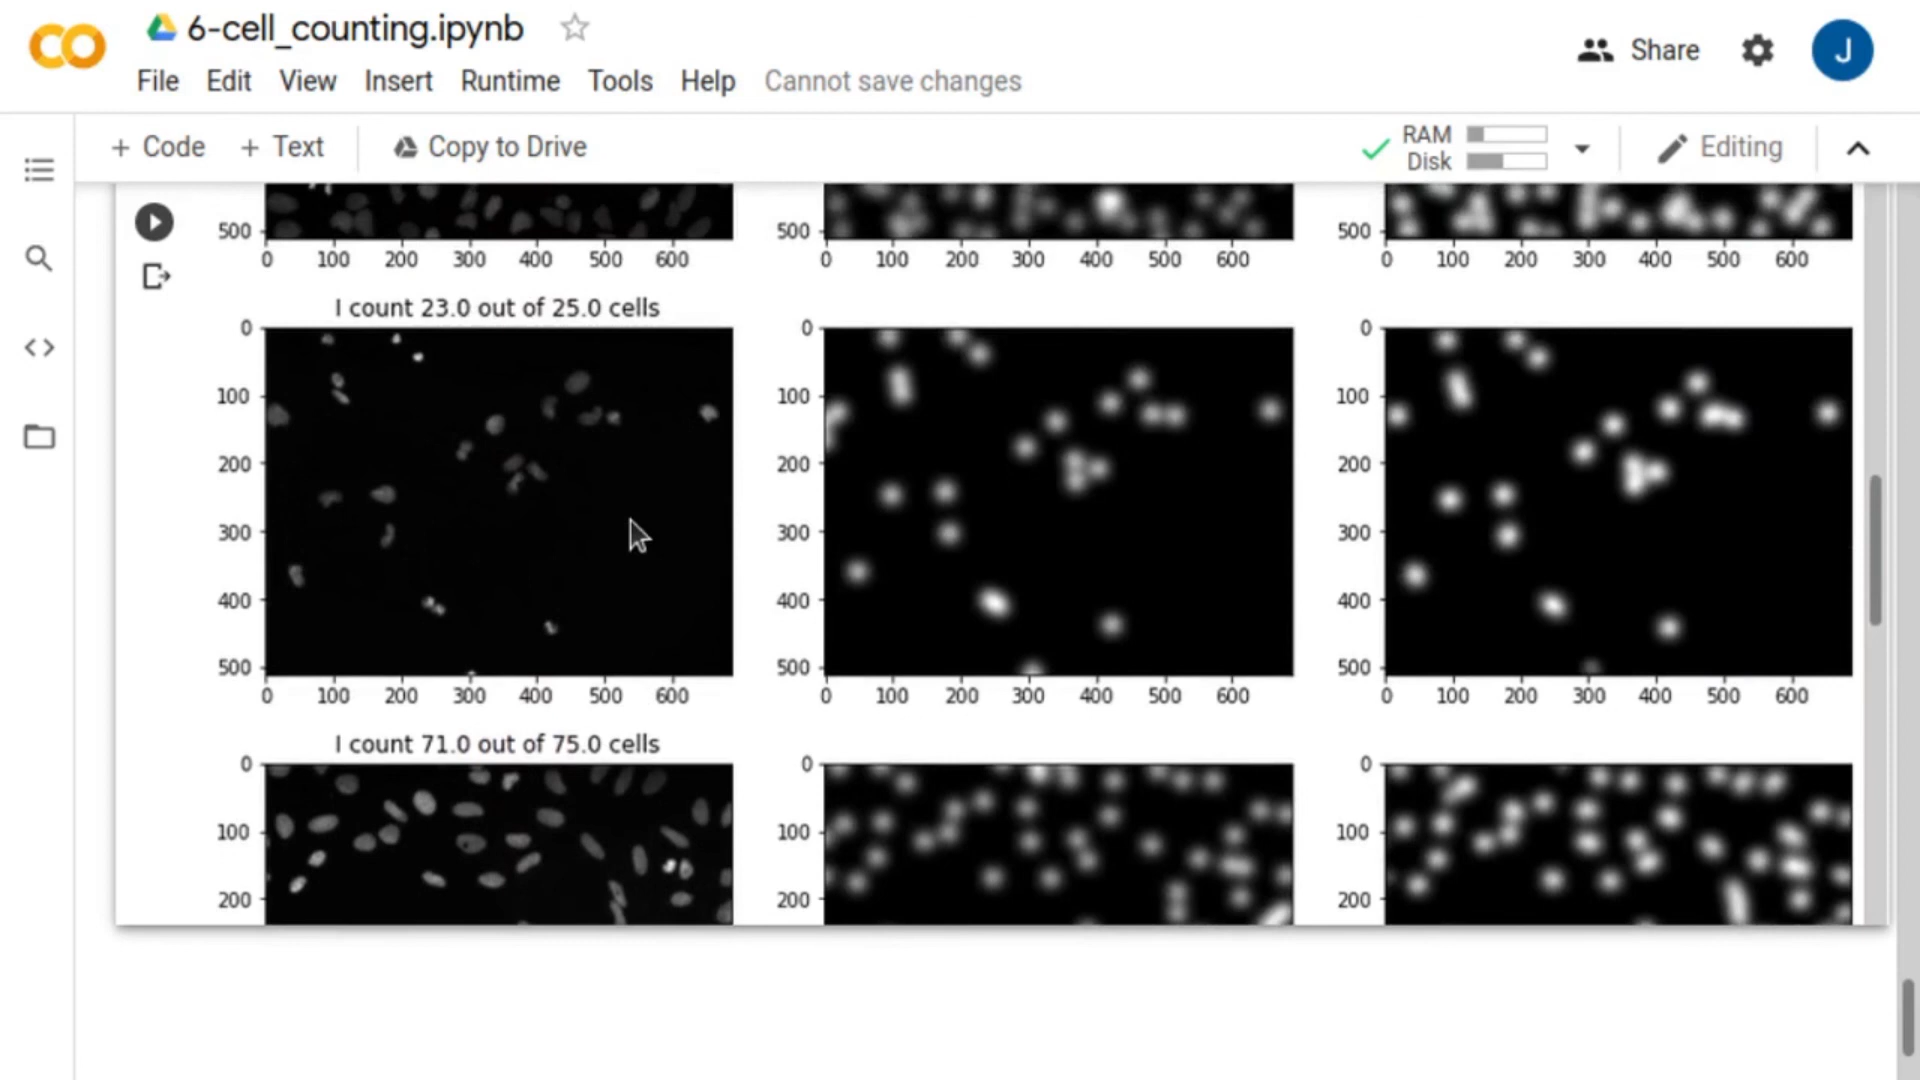 6-cell_counting.ipynb
File Edit View Insert Runtime Tools Help Cannot save changes
Share
J
+ Code + Text Copy to Drive
RAM
Disk
Editing
500 500 500
0 100 200 300 400 500 600 0 100 200 300 400 500 600 0 100 200 300 400 500 600
I count 23.0 out of 25.0 cells
0 0 0
100 100 100
200 200 200
300 300 300
400 400 400
500 500 500
0 100 200 300 400 500 600 0 100 200 300 400 500 600 0 100 200 300 400 500 600
I count 71.0 out of 75.0 cells
0 0 0
100 100 100
200 200 200